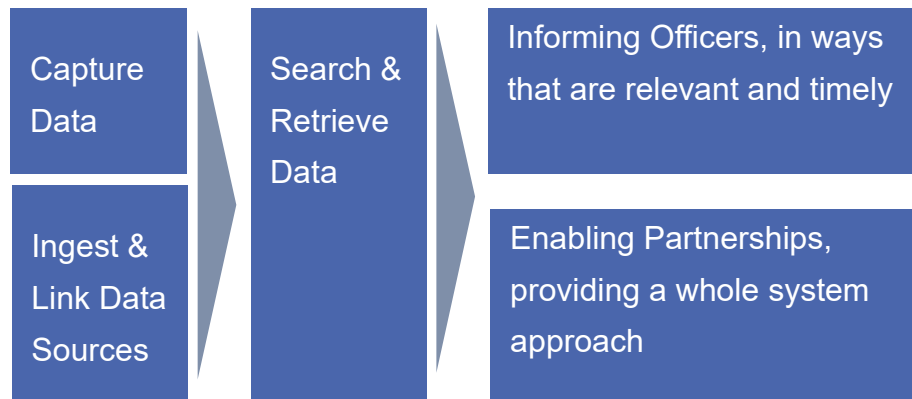 Capture
Data
Ingest &
Link Data
Sources
Search &
Retrieve
Data
Informing Officers, in ways
that are relevant and timely
Enabling Partnerships,
providing a whole system
approach